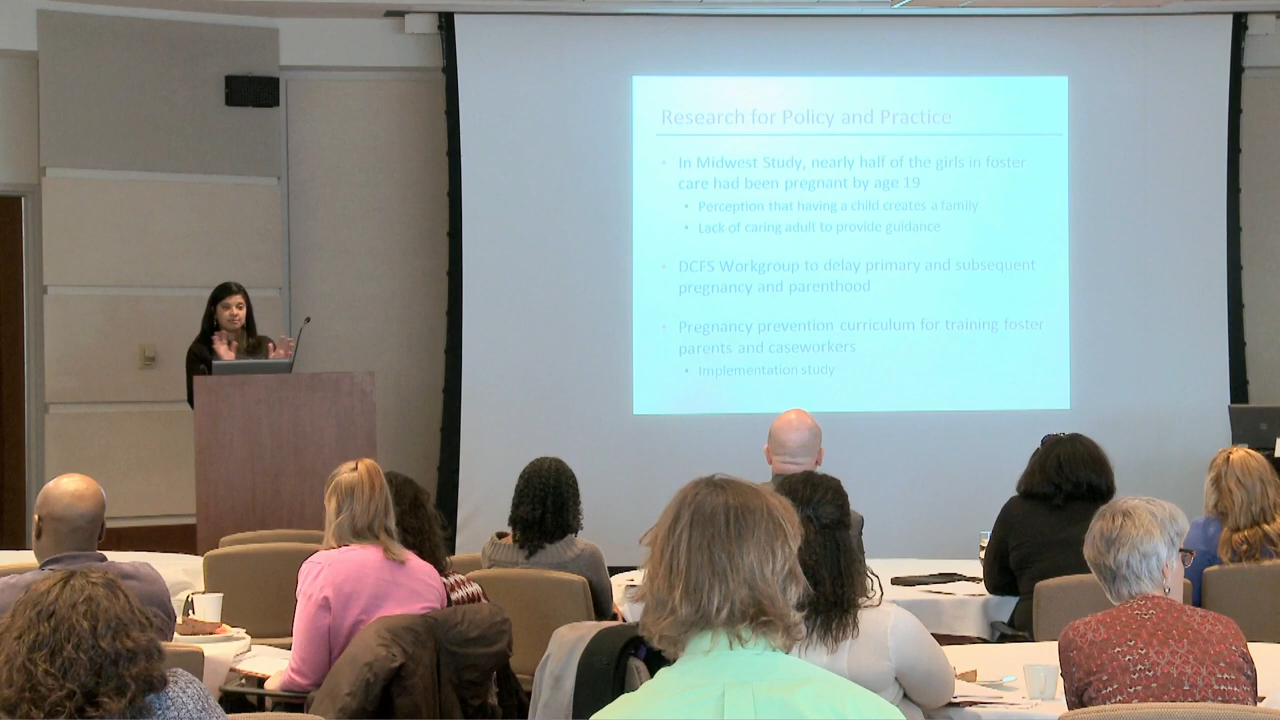 Research for Policy and Practice
• In Midwest Study, nearly half of the girls in foster
care had been pregnant by age 19
• Perception that having a child creates a family
• Lack of caring adult to provide guidance
• DCFS Workgroup to delay primary and subsequent
pregnancy and parenthood
• Pregnancy prevention curriculum for training foster
parents and caseworkers
• Implementation study